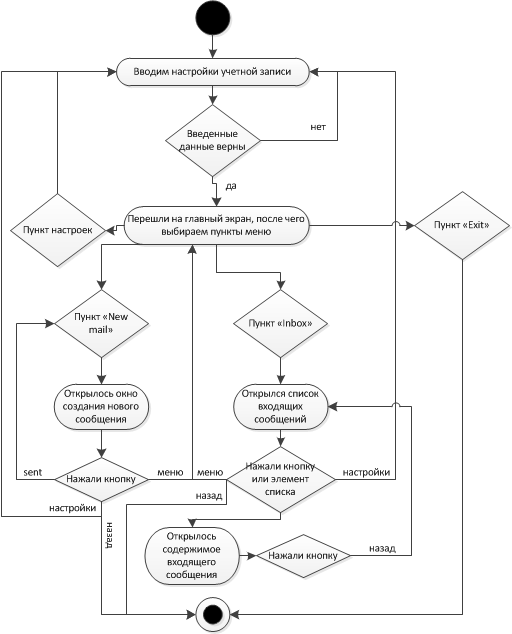 Вводим настройки учетной записи
Введенные
данные верны
нет
да
Перешли на главный экран, после чего
выбираем пункты меню
Пункт настроек
Пункт «Exit»
Пункт «New
mail»
Пункт «Inbox»
Открылось окно
создания нового
сообщения
Открылся список
входящих
сообщений
sent
Нажали кнопку
меню
меню
Нажали кнопку
или элемент
списка
настройки
назад
настройки
назад
Открылось
содержимое
входящего
сообщения
Нажали кнопку
назад